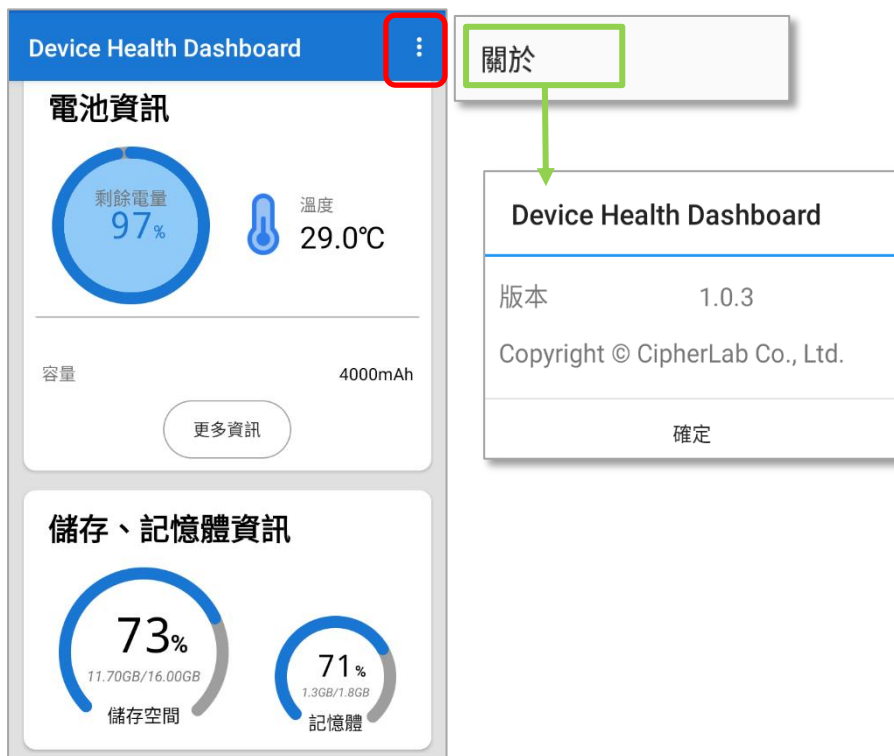 Device Health Dashboard
電池資訊
剩餘電量
97%
溫度
29.0℃
容量
4000mAh
更多資訊
儲存、記憶體資訊
73%
11.70GB/16.00GB
儲存空間
71%
1.3GB/1.8GB
記憶體
關於
Device Health Dashboard
版本 1.0.3
Copyright © CipherLab Co., Ltd.
確定